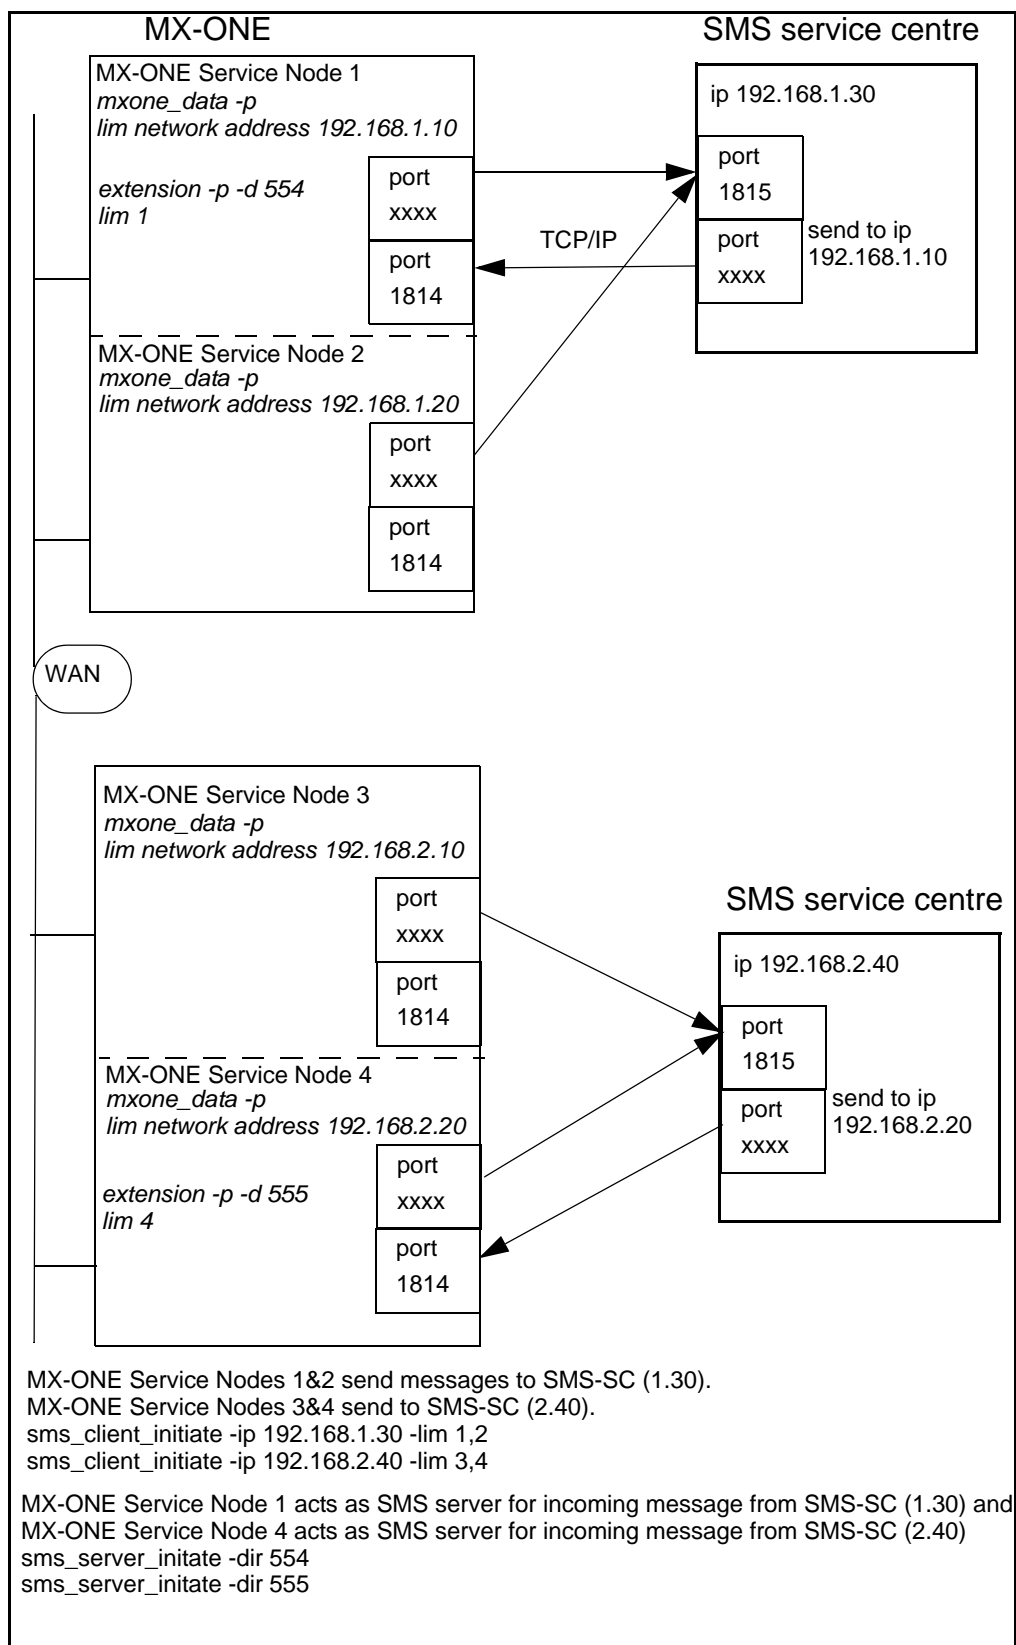 MX-ONE
SMS service centre
MX-ONE Service Node 1
mxone_data -p
lim network address 192.168.1.10
extension -p -d 554
lim 1
port
xxxx
port
1814
TCP/IP
ip 192.168.1.30
port
1815
port
xxxx
send to ip
192.168.1.10
MX-ONE Service Node 2
mxone_data -p
lim network address 192.168.1.20
port
xxxx
port
1814
WAN
MX-ONE Service Node 3
mxone_data -p
lim network address 192.168.2.10
port
xxxx
port
1814
SMS service centre
ip 192.168.2.40
port
1815
port
xxxx
send to ip
192.168.2.20
MX-ONE Service Node 4
mxone_data -p
lim network address 192.168.2.20
extension -p -d 555
lim 4
port
xxxx
port
1814
MX-ONE Service Nodes 1&2 send messages to SMS-SC (1.30).
MX-ONE Service Nodes 3&4 send to SMS-SC (2.40).
sms_client_initiate -ip 192.168.1.30 -lim 1,2
sms_client_initiate -ip 192.168.2.40 -lim 3,4
MX-ONE Service Node 1 acts as SMS server for incoming message from SMS-SC (1.30) and
MX-ONE Service Node 4 acts as SMS server for incoming message from SMS-SC (2.40)
sms_server_initate -dir 554
sms_server_initate -dir 555